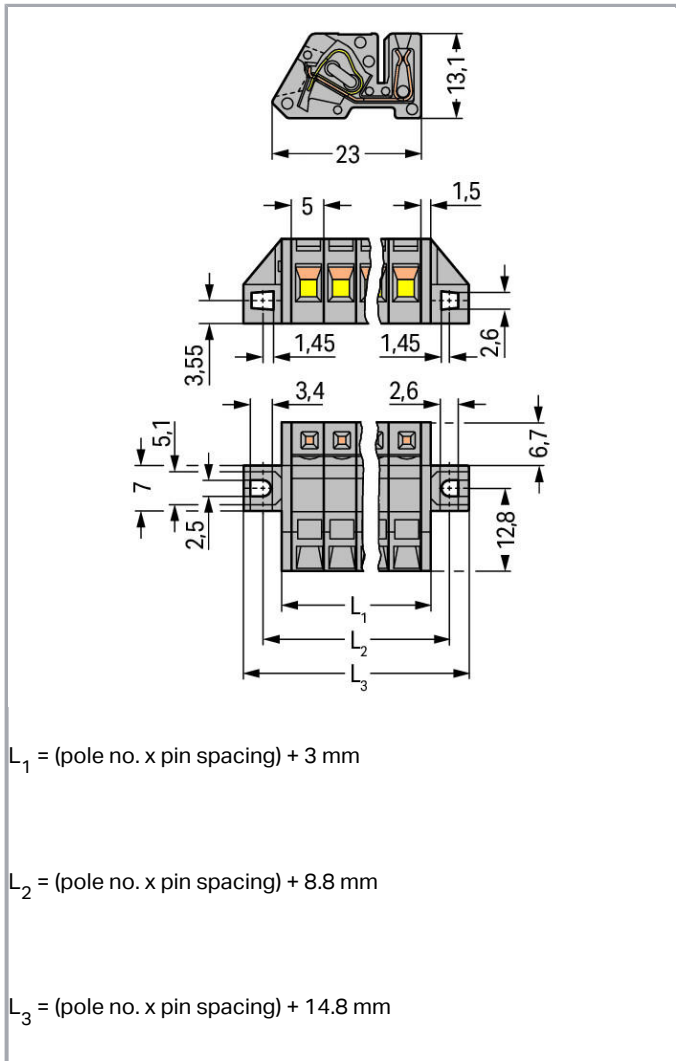 13,1
23
5
1,5
3,55
1,45
1,45
2,6
3,4
2,6
5,1
7
2,5
6,7
12,8
L₁
L₂
L₃
L₁ = (pole no. x pin spacing) + 3 mm
L₂ = (pole no. x pin spacing) + 8.8 mm
L₃ = (pole no. x pin spacing) + 14.8 mm